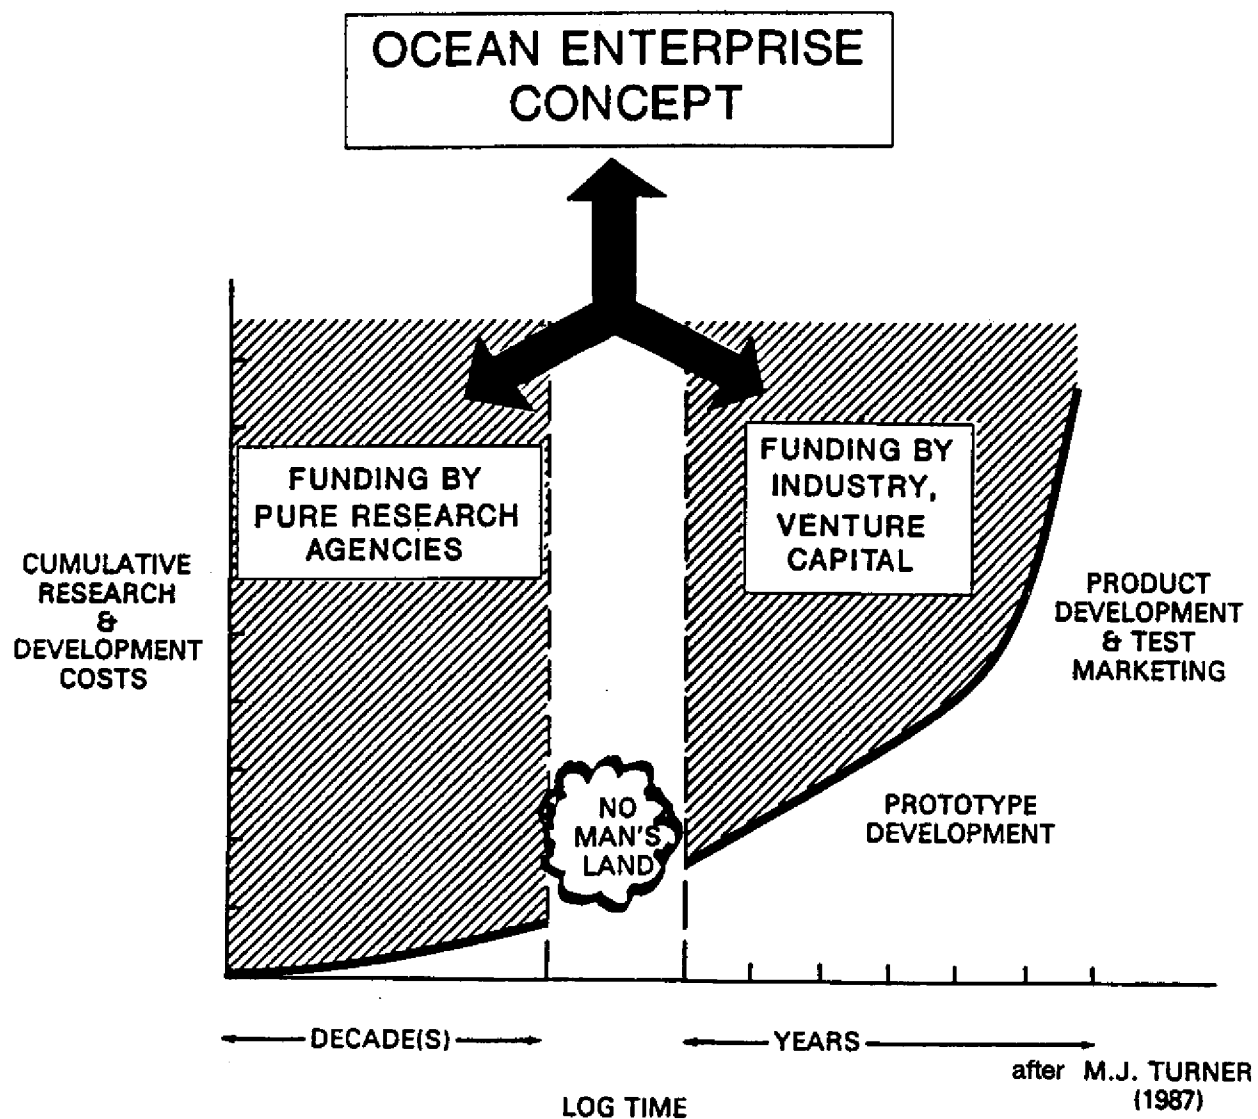 OCEAN ENTERPRISE
CONCEPT
FUNDING BY
PURE RESEARCH
AGENCIES
FUNDING BY
INDUSTRY,
VENTURE
CAPITAL
CUMULATIVE
RESEARCH
&
DEVELOPMENT
COSTS
PRODUCT
DEVELOPMENT
& TEST
MARKETING
NO
MAN'S
LAND
PROTOTYPE
DEVELOPMENT
DECADE(S)
YEARS
after M.J. TURNER
(1987)
LOG TIME